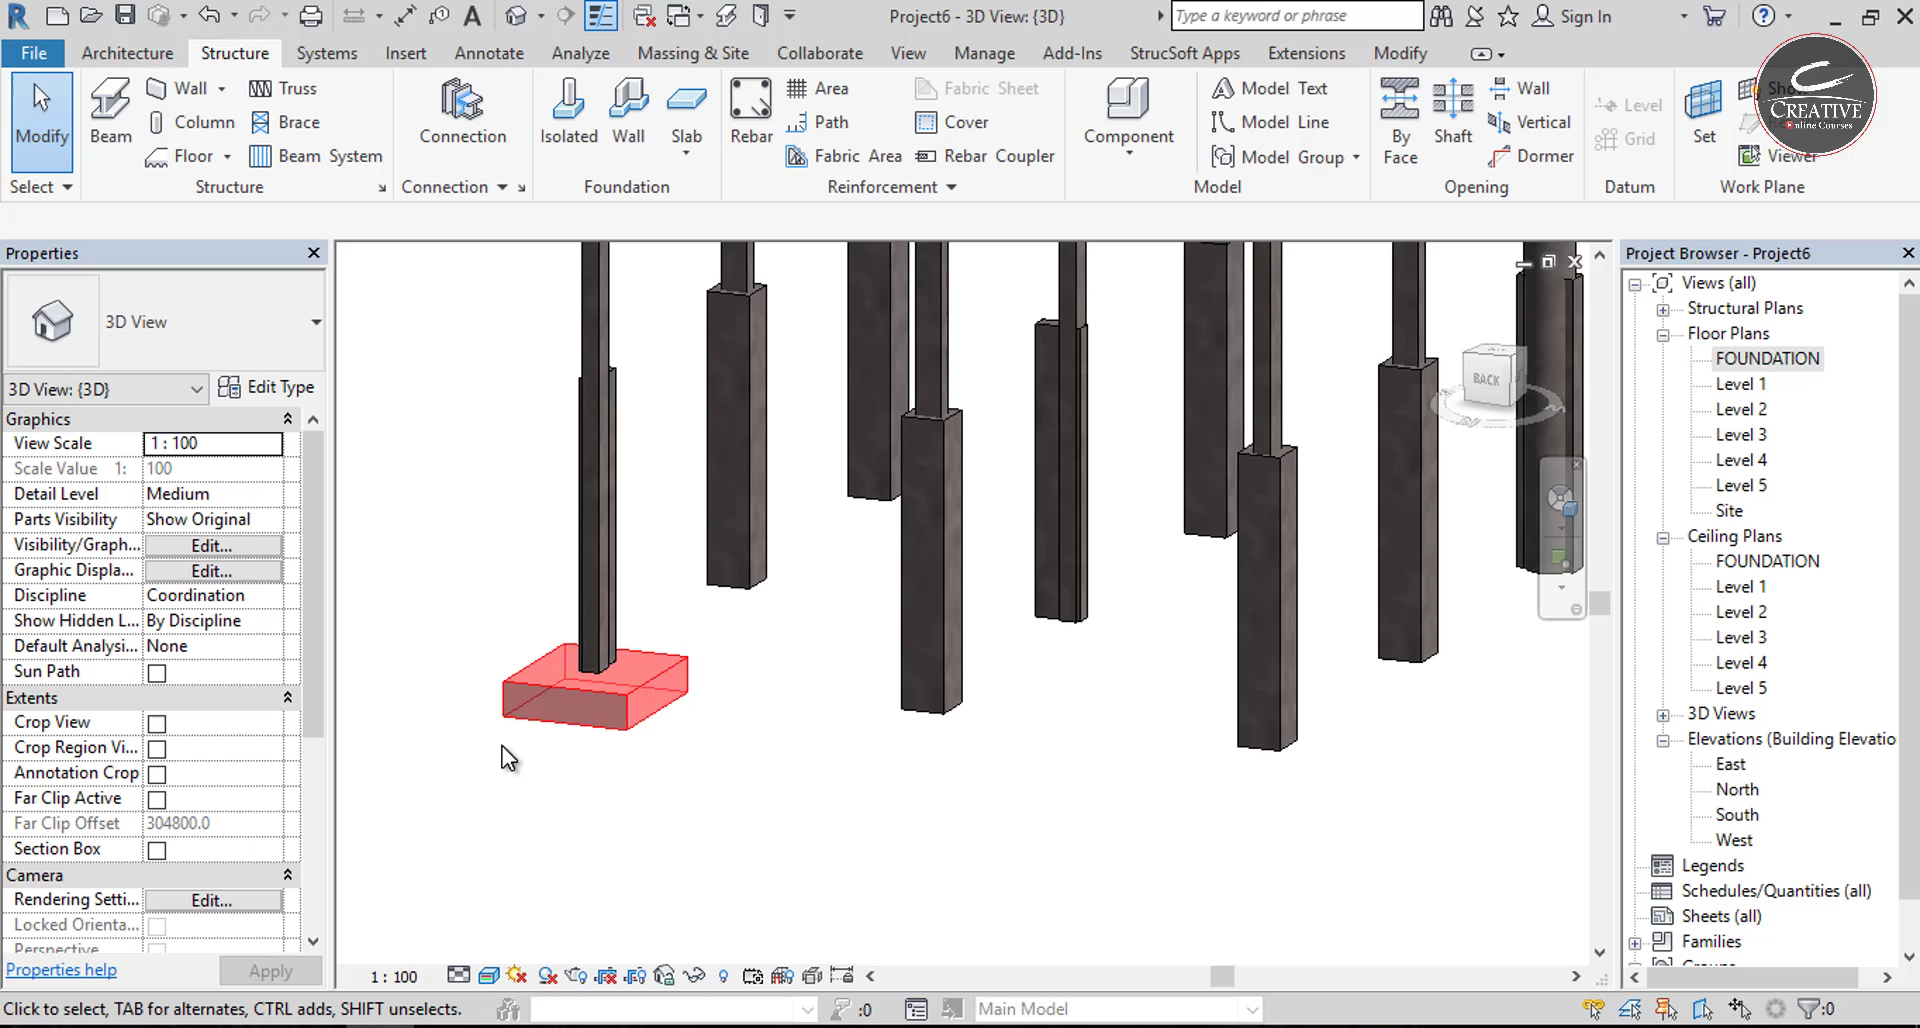 Project6 - 3D View: {3D}
Type a keyword or phrase
Sign In
File
Architecture
Structure
Systems
Insert
Annotate
Analyze
Massing & Site
Collaborate
View
Manage
Add-Ins
StrucSoft Apps
Extensions
Modify
CREATIVE
Online Courses
Modify
Select
Beam
Wall
Column
Floor
Truss
Brace
Beam System
Structure
Connection
Connection
Isolated
Wall
Slab
Foundation
Rebar
Area
Path
Fabric Area
Fabric Sheet
Cover
Rebar Coupler
Reinforcement
Component
Model Text
Model Line
Model Group
Model
By
Face
Shaft
Wall
Vertical
Dormer
Opening
Level
Grid
Datum
Set
Viewer
Work Plane
Properties
3D View
3D View: {3D}
Edit Type
Graphics
View Scale 1 : 100
Scale Value 1: 100
Detail Level Medium
Parts Visibility Show Original
Visibility/Graph... Edit...
Graphic Displa... Edit...
Discipline Coordination
Show Hidden L... By Discipline
Default Analysi... None
Sun Path
Extents
Crop View
Crop Region Vi...
Annotation Crop
Far Clip Active
Far Clip Offset 304800.0
Section Box
Camera
Rendering Setti... Edit...
Locked Orienta...
Perspective
Properties help
Apply
BACK
Project Browser - Project6
Views (all)
Structural Plans
Floor Plans
FOUNDATION
Level 1
Level 2
Level 3
Level 4
Level 5
Site
Ceiling Plans
FOUNDATION
Level 1
Level 2
Level 3
Level 4
Level 5
3D Views
Elevations (Building Elevatio
East
North
South
West
Legends
Schedules/Quantities (all)
Sheets (all)
Families
1 : 100
Click to select, TAB for alternates, CTRL adds, SHIFT unselects.
:0
Main Model
:0